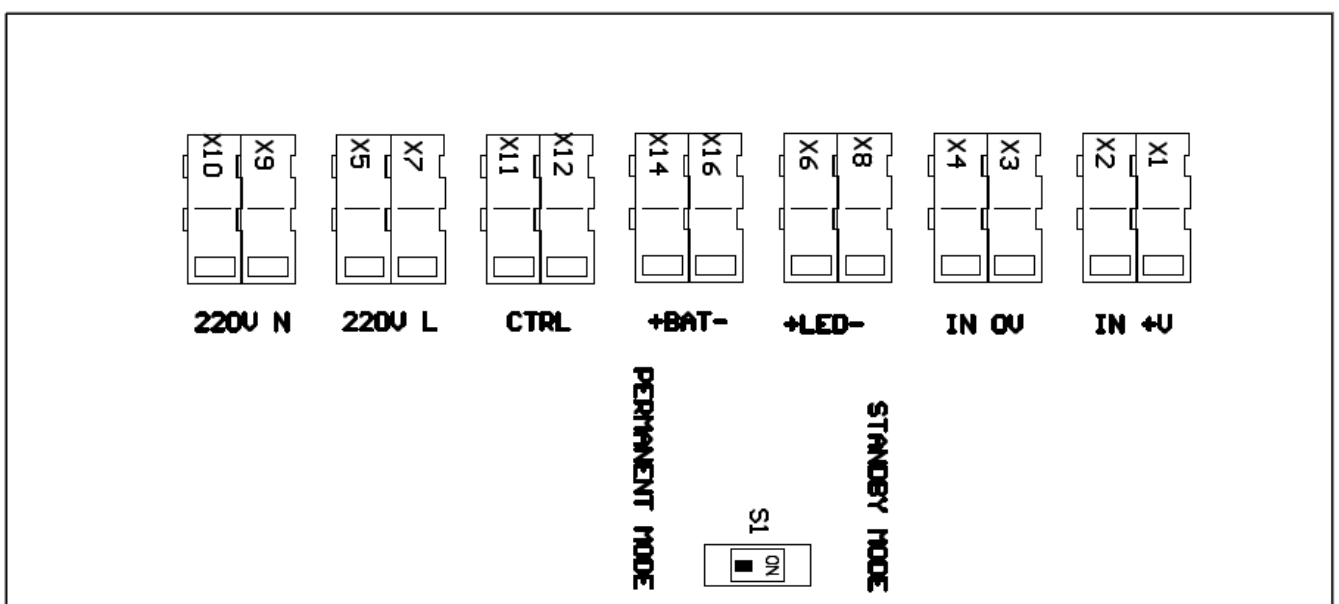 X10 X9 X5 X7 X11 X12 X14 X16 X6 X8 X4 X3 X2 X1
220V N 220V L CTRL +BAT- +LED- IN 0V IN +V
PERMANENT MODE
S1
ON
STANDBY MODE